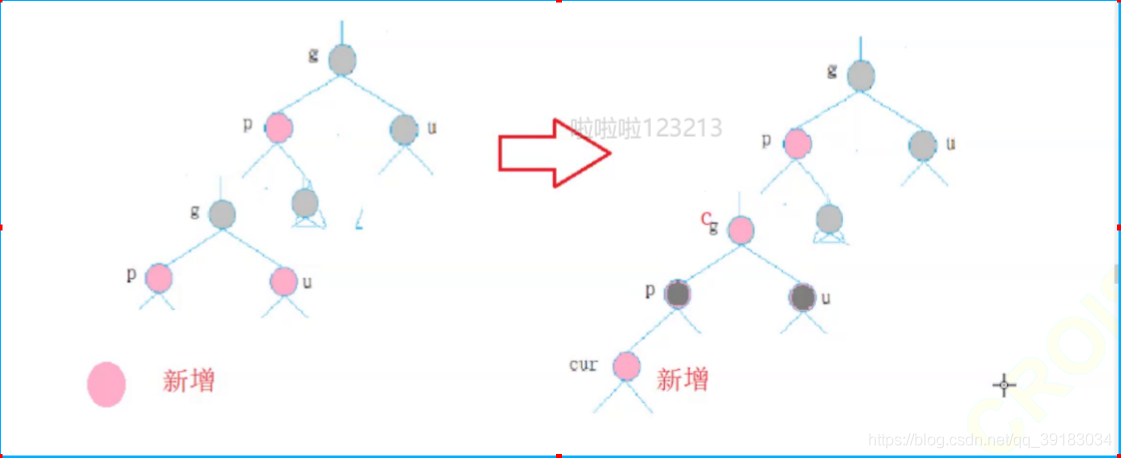 g
g
p
u
啦啦啦123213
p
u
g
C
g
p
u
p
u
cur
新增
新增
CROI
https://blog.csdn.net/qq_39183034